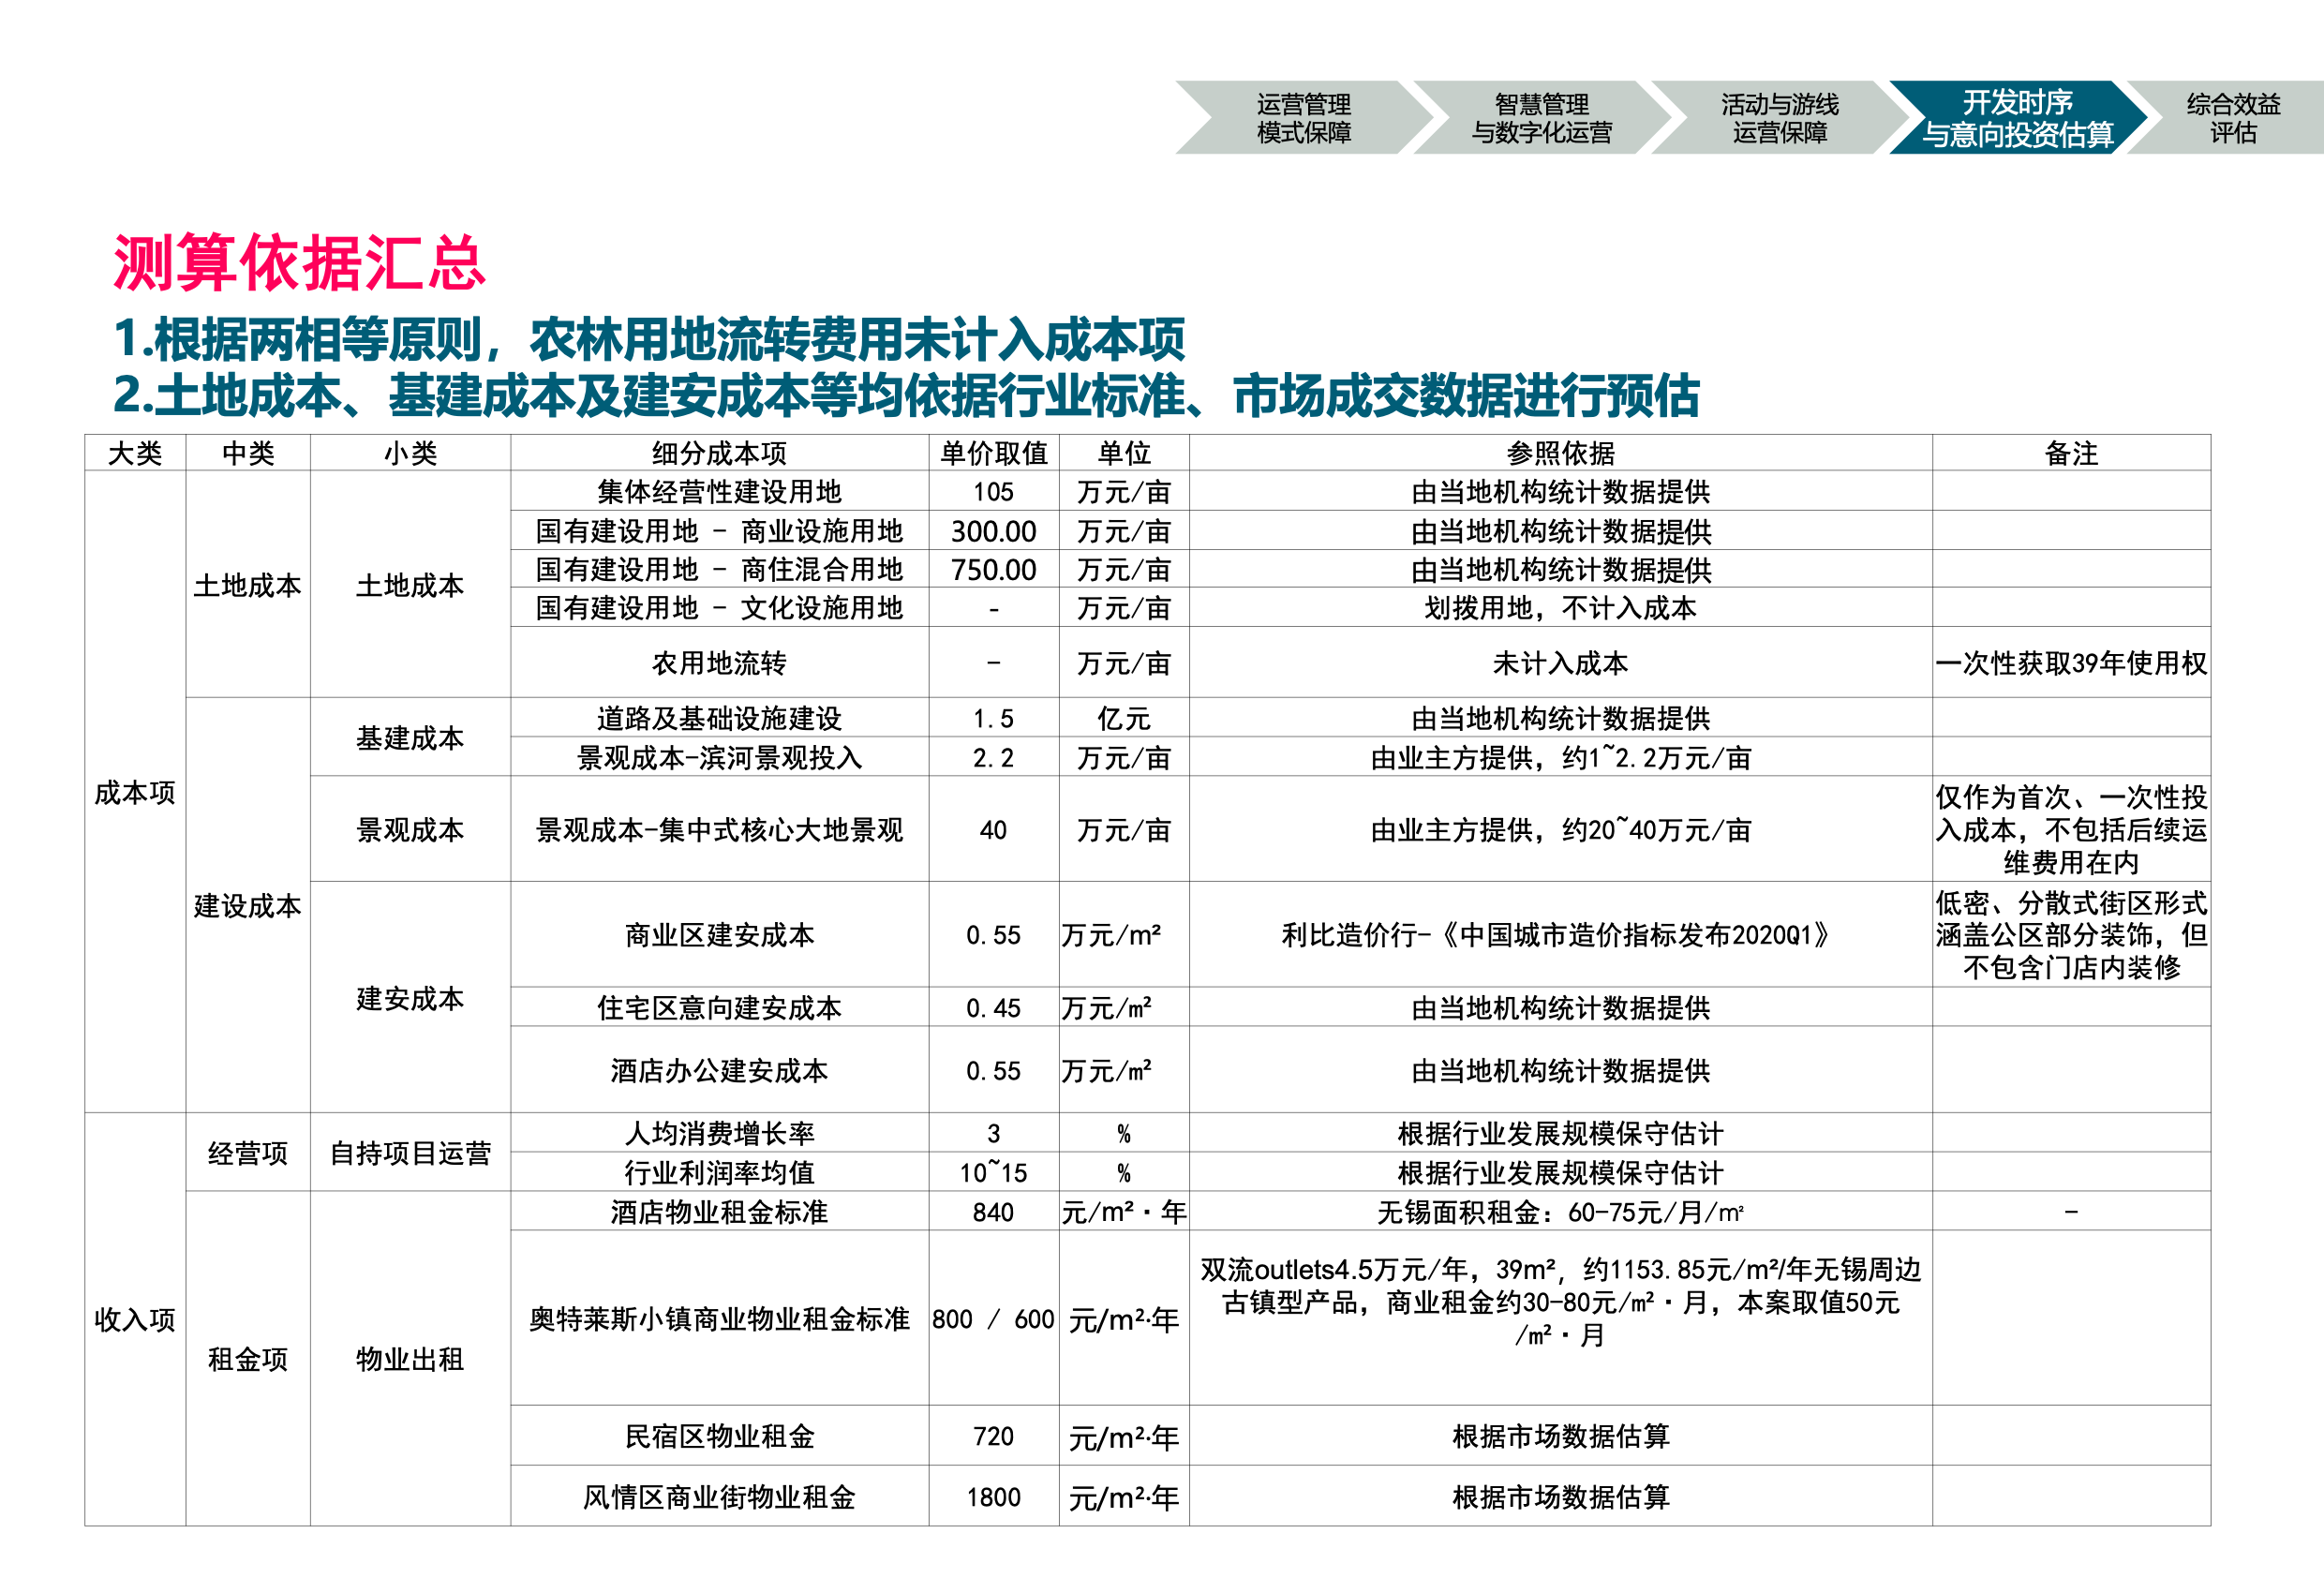 运营管理
模式保障
智慧管理
与数字化运营
活动与游线
运营保障
开发时序
与意向投资估算
综合效益
评估
测算依据汇总
1.根据两相等原则，农林用地流转费用未计入成本项
2.土地成本、基建成本及建安成本等均依据行业标准、市场成交数据进行预估
大类 中类 小类 细分成本项 单价取值 单位 参照依据 备注
成本项 土地成本 土地成本 集体经营性建设用地 105 万元/亩 由当地机构统计数据提供
国有建设用地 - 商业设施用地 300.00 万元/亩 由当地机构统计数据提供
国有建设用地 - 商住混合用地 750.00 万元/亩 由当地机构统计数据提供
国有建设用地 - 文化设施用地 - 万元/亩 划拨用地，不计入成本
农用地流转 - 万元/亩 未计入成本 一次性获取39年使用权
建设成本 基建成本 道路及基础设施建设 1.5 亿元 由当地机构统计数据提供
景观成本-滨河景观投入 2.2 万元/亩 由业主方提供，约1~2.2万元/亩
景观成本 景观成本-集中式核心大地景观 40 万元/亩 由业主方提供，约20~40万元/亩 仅作为首次、一次性投
入成本，不包括后续运
维费用在内
建安成本 商业区建安成本 0.55 万元/m² 利比造价行-《中国城市造价指标发布2020Q1》 低密、分散式街区形式
涵盖公区部分装饰，但
不包含门店内装修
住宅区意向建安成本 0.45 万元/㎡ 由当地机构统计数据提供
酒店办公建安成本 0.55 万元/㎡ 由当地机构统计数据提供
收入项 经营项 自持项目运营 人均消费增长率 3 % 根据行业发展规模保守估计
行业利润率均值 10~15 % 根据行业发展规模保守估计
租金项 物业出租 酒店物业租金标准 840 元/m²·年 无锡面积租金：60-75元/月/㎡ -
奥特莱斯小镇商业物业租金标准 800 / 600 元/m²·年 双流outlets4.5万元/年，39m²，约1153.85元/m²/年无锡周边
古镇型产品，商业租金约30-80元/㎡·月，本案取值50元
/㎡·月
民宿区物业租金 720 元/m²·年 根据市场数据估算
风情区商业街物业租金 1800 元/m²·年 根据市场数据估算